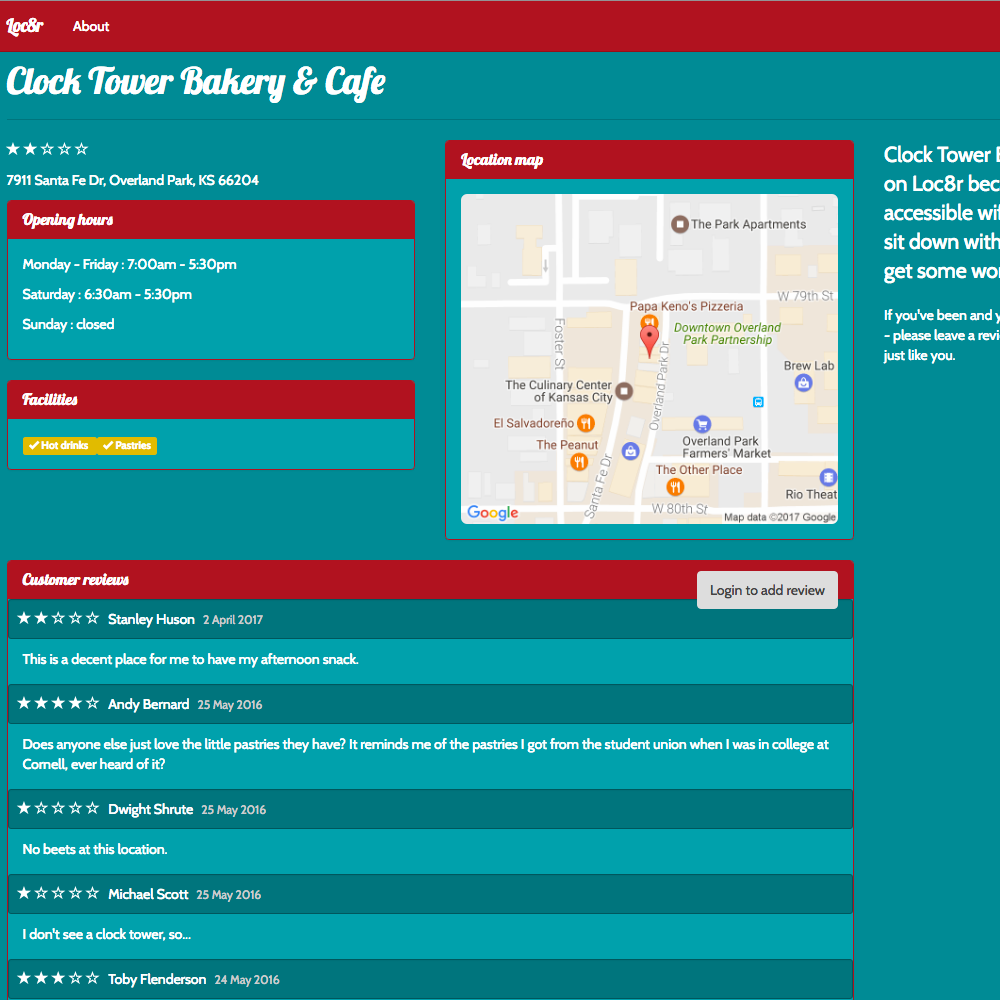 Loc8r About
Clock Tower Bakery & Cafe
7911 Santa Fe Dr, Overland Park, KS 66204
Opening hours
Monday - Friday : 7:00am - 5:30pm
Saturday : 6:30am - 5:30pm
Sunday : closed
Facilities
Hot drinks Pastries
Location map
The Park Apartments
W 79th St
Papa Keno's Pizzeria
Downtown Overland
Park Partnership
Foster St
Overland Park Dr
Brew Lab
The Culinary Center
of Kansas City
El Salvadoreño
The Peanut
Overland Park
Farmers' Market
The Other Place
Santa Fe Dr
Rio Theat
W 80th St
Google
Map data ©2017 Google
Clock Tower
on Loc8r bec
accessible wif
sit down with
get some wor
If you've been and y
- please leave a revi
just like you.
Customer reviews
Login to add review
Stanley Huson 2 April 2017
This is a decent place for me to have my afternoon snack.
Andy Bernard 25 May 2016
Does anyone else just love the little pastries they have? It reminds me of the pastries I got from the student union when I was in college at
Cornell, ever heard of it?
Dwight Shrute 25 May 2016
No beets at this location.
Michael Scott 25 May 2016
I don't see a clock tower, so...
Toby Flenderson 24 May 2016